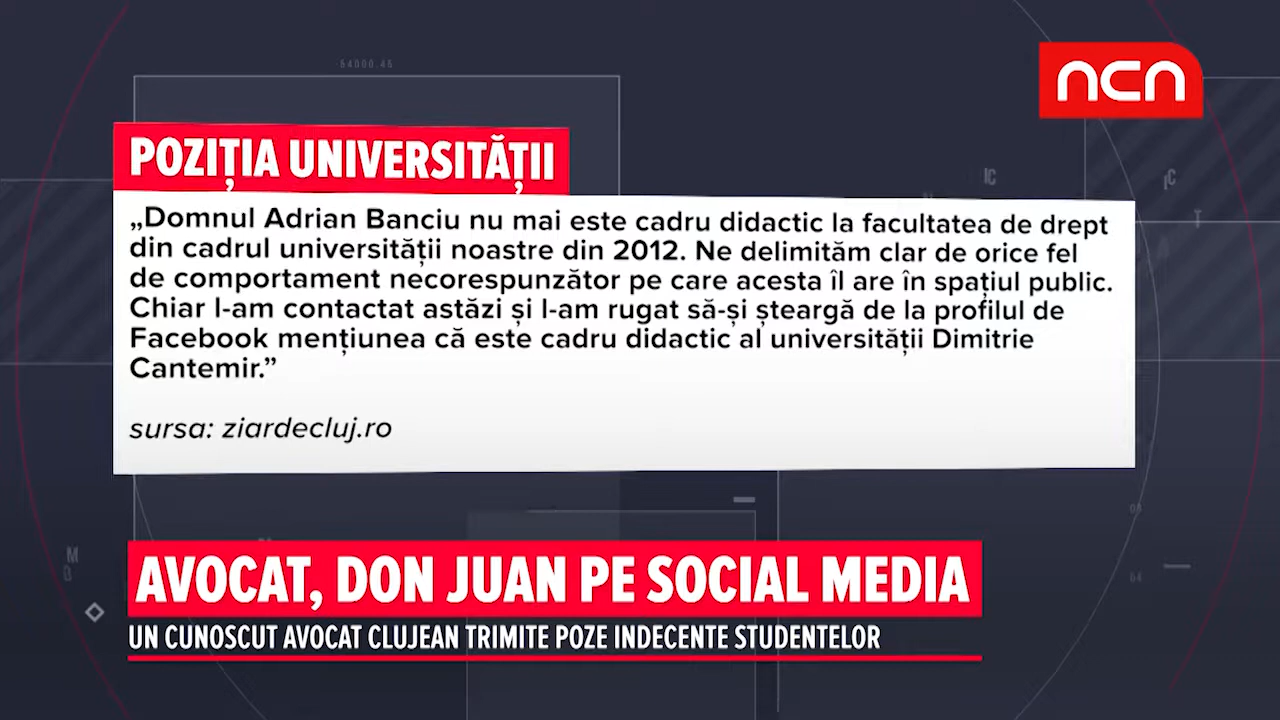 54000.45
ncn
POZIȚIA UNIVERSITĂȚII
„Domnul Adrian Banciu nu mai este cadru didactic la facultatea de drept
din cadrul universității noastre din 2012. Ne delimităm clar de orice fel
de comportament necorespunzător pe care acesta îl are în spațiul public.
Chiar l-am contactat astăzi și l-am rugat să-și șteargă de la profilul de
Facebook mențiunea că este cadru didactic al universității Dimitrie
Cantemir.”
sursa: ziardecluj.ro
AVOCAT, DON JUAN PE SOCIAL MEDIA
UN CUNOSCUT AVOCAT CLUJEAN TRIMITE POZE INDECENTE STUDENTELOR